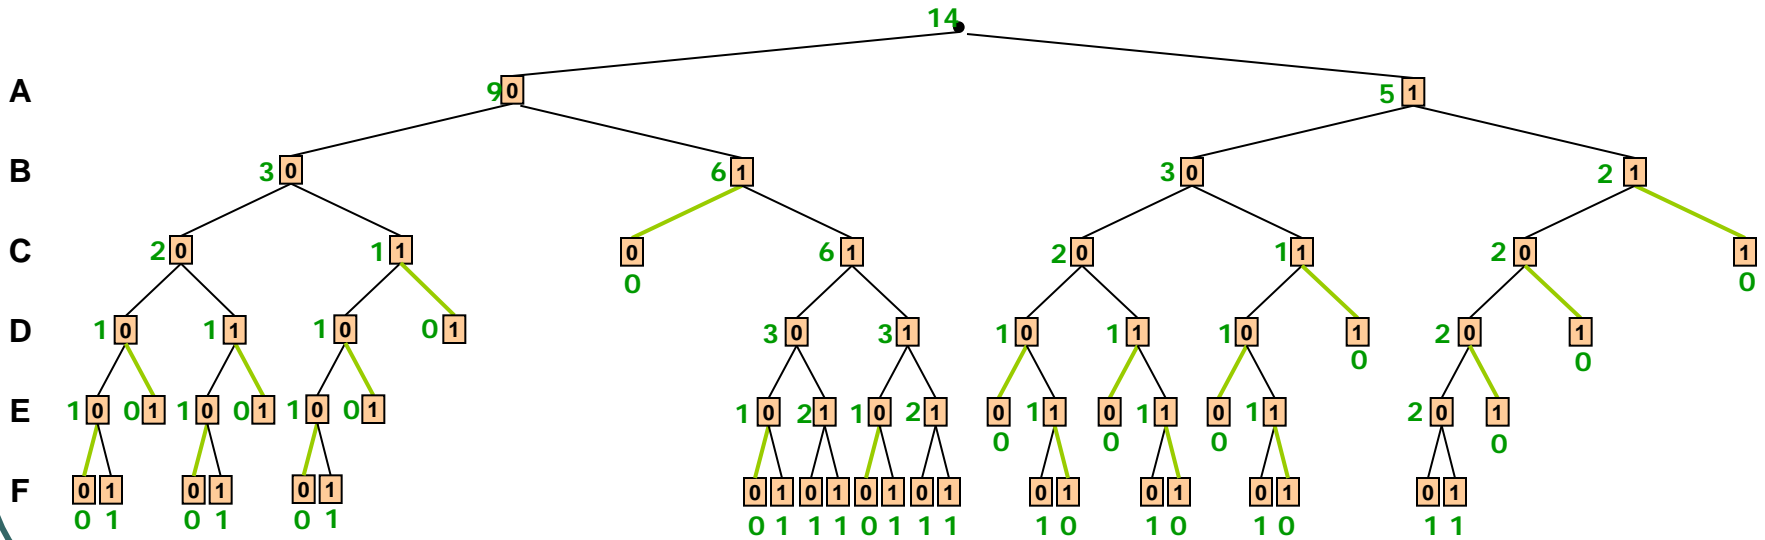 14
A 9 0 5 1
B 3 0 6 1 3 0 2 1
C 2 0 1 1 0 6 1 2 0 1 1 2 0 1
0 0
D 1 0 1 1 1 0 0 1 3 0 3 1 1 0 1 1 1 0 1 2 0 1
0 0
E 1 0 0 1 1 0 0 1 1 0 0 1 1 0 2 1 1 0 2 1 0 1 1 0 1 1 0 1 1 2 0 1
0 0 0 0
F 0 1 0 1 0 1 0 1 0 1 0 1 0 1 0 1 0 1 0 1 0 1
0 1 0 1 0 1 0 1 1 1 0 1 1 1 1 0 1 0 1 0 1 1